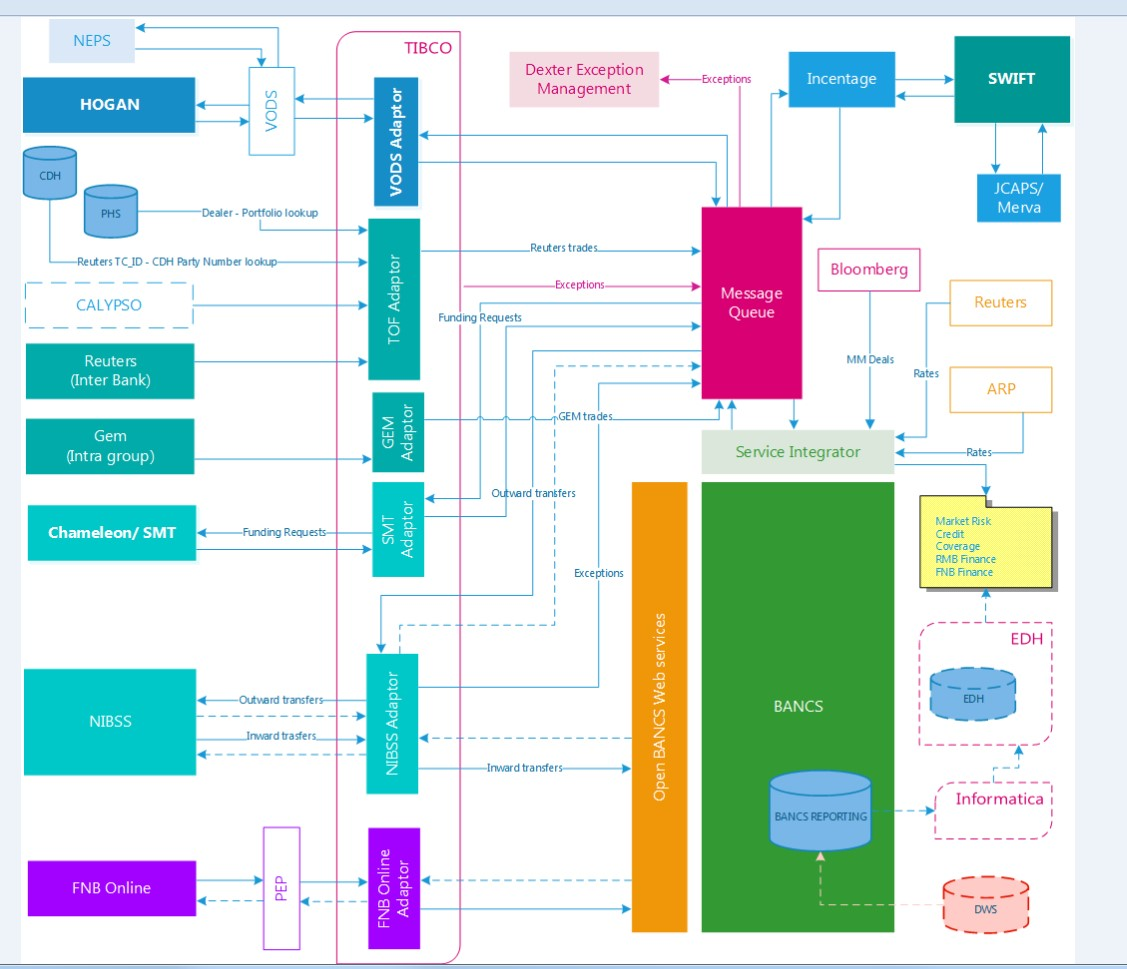 NEPS
TIBCO
Dexter Exception
Management
Exceptions
Incentage
SWIFT
HOGAN
VODS
VODS Adaptor
CDH
PHS
JCAPS/
Merva
Dealer - Portfolio lookup
Reuters TC_ID - CDH Party Number lookup
TOF Adaptor
Reuters trades
Exceptions
Funding Requests
Message
Queue
Bloomberg
Reuters
CALYPSO
Reuters
(Inter Bank)
MM Deals
Rates
ARP
Gem
(Intra group)
GEM
Adaptor
GEM trades
Service Integrator
Rates
Outward transfers
Chameleon/ SMT
Funding Requests
SMT
Adaptor
Market Risk
Credit
Coverage
RMB Finance
FNB Finance
Exceptions
Open BANCS Web services
BANCS
EDH
EDH
NIBSS
Outward transfers
Inward trasfers
NIBSS Adaptor
Inward transfers
BANCS REPORTING
Informatica
FNB Online
PEP
FNB Online
Adaptor
DWS